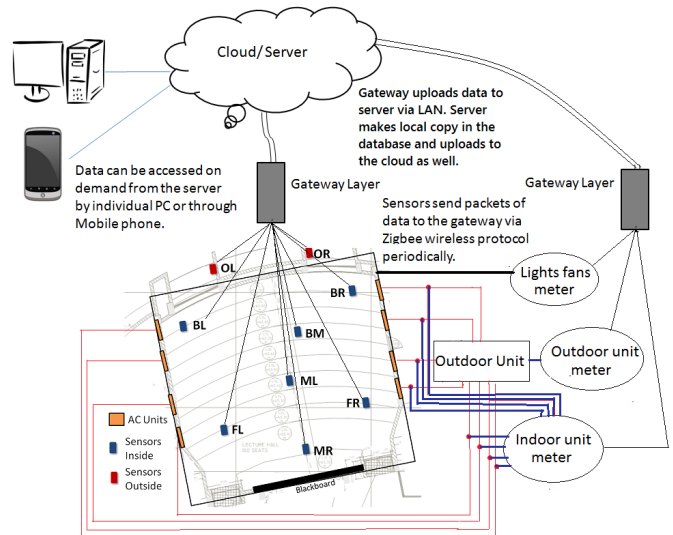 Cloud/Server
Gateway uploads data to
server via LAN. Server
makes local copy in the
database and uploads to
the cloud as well.
Data can be accessed on
demand from the server
by individual PC or through
Mobile phone.
Gateway Layer
Gateway Layer
Sensors send packets of
data to the gateway via
Zigbee wireless protocol
periodically.
OL
OR
BR
BL
BM
ML
FR
FL
MR
Lights fans
meter
Outdoor Unit
Outdoor unit
meter
Indoor unit
meter
AC Units
Sensors
Inside
Sensors
Outside
LECTURE HALL
Blackboard